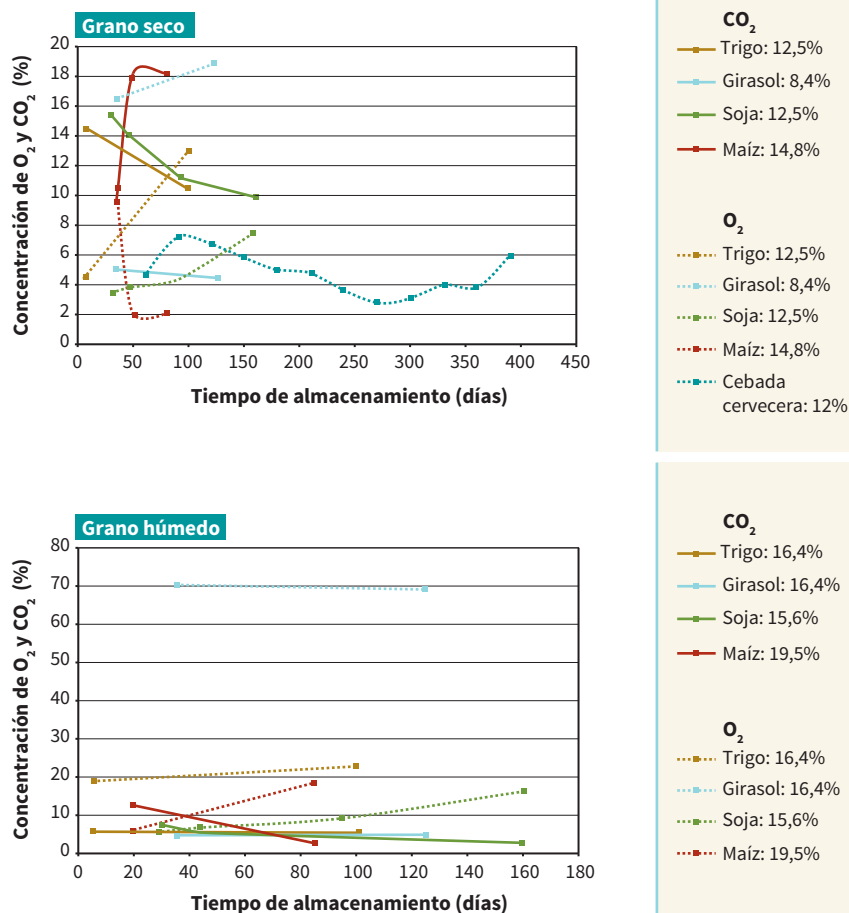 Grano seco
Concentración de O₂ y CO₂ (%)
20
18
16
14
12
10
8
6
4
2
0
0 50 100 150 200 250 300 350 400 450
Tiempo de almacenamiento (días)
CO₂
Trigo: 12,5%
Girasol: 8,4%
Soja: 12,5%
Maíz: 14,8%
O₂
Trigo: 12,5%
Girasol: 8,4%
Soja: 12,5%
Maíz: 14,8%
Cebada
cervecera: 12%
Grano húmedo
Concentración de O₂ y CO₂ (%)
80
70
60
50
40
30
20
10
0
0 20 40 60 80 100 120 140 160 180
Tiempo de almacenamiento (días)
CO₂
Trigo: 16,4%
Girasol: 16,4%
Soja: 15,6%
Maíz: 19,5%
O₂
Trigo: 16,4%
Girasol: 16,4%
Soja: 15,6%
Maíz: 19,5%